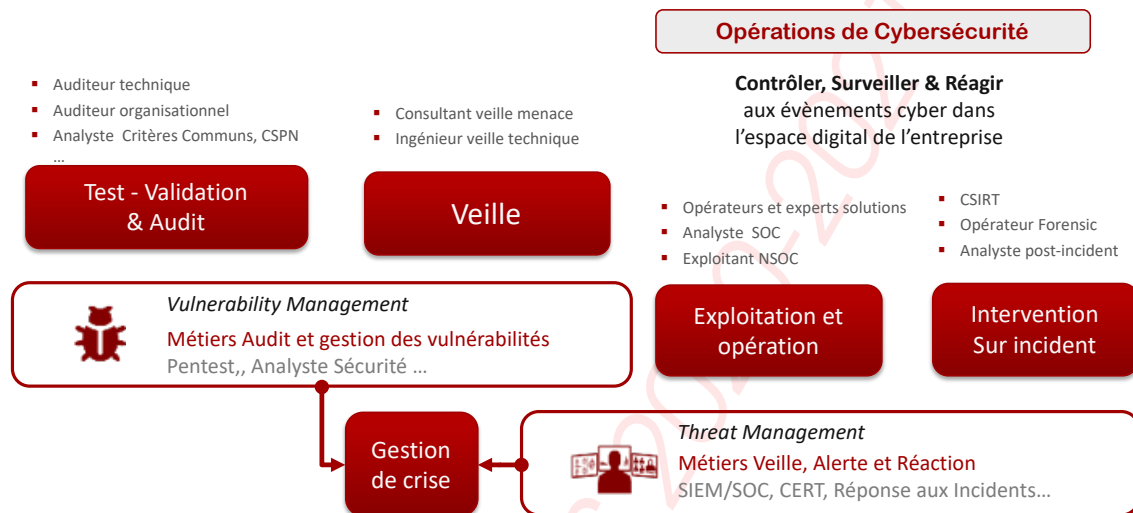 Opérations de Cybersécurité
Contrôler, Surveiller & Réagir
aux évènements cyber dans
l'espace digital de l'entreprise
▪ Auditeur technique
▪ Auditeur organisationnel
▪ Analyste Critères Communs, CSPN
...
Test - Validation
& Audit
▪ Consultant veille menace
▪ Ingénieur veille technique
Veille
▪ Opérateurs et experts solutions
▪ Analyste SOC
▪ Exploitant NSOC
Exploitation et
opération
▪ CSIRT
▪ Opérateur Forensic
▪ Analyste post-incident
Intervention
Sur incident
Vulnerability Management
Métiers Audit et gestion des vulnérabilités
Pentest,, Analyste Sécurité ...
Gestion
de crise
Threat Management
Métiers Veille, Alerte et Réaction
SIEM/SOC, CERT, Réponse aux Incidents...